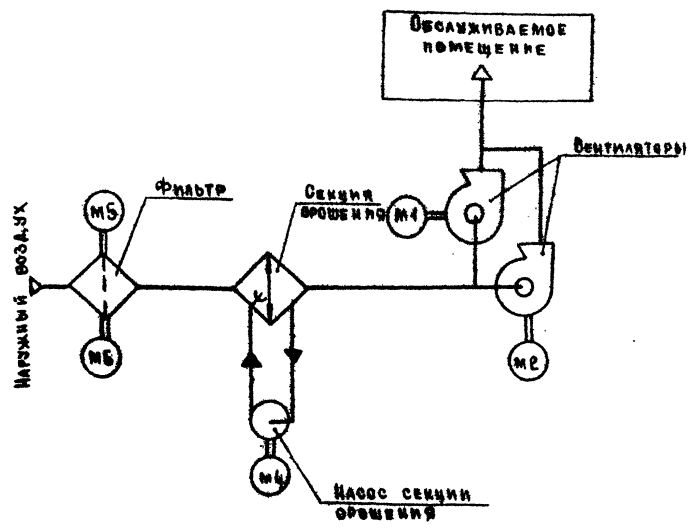 Обслуживаемое
помещение
Вентиляторы
Фильтр
Секция
орошения
М5
М1
Наружный воздух
М6
М2
М4
Насос секции
орошения